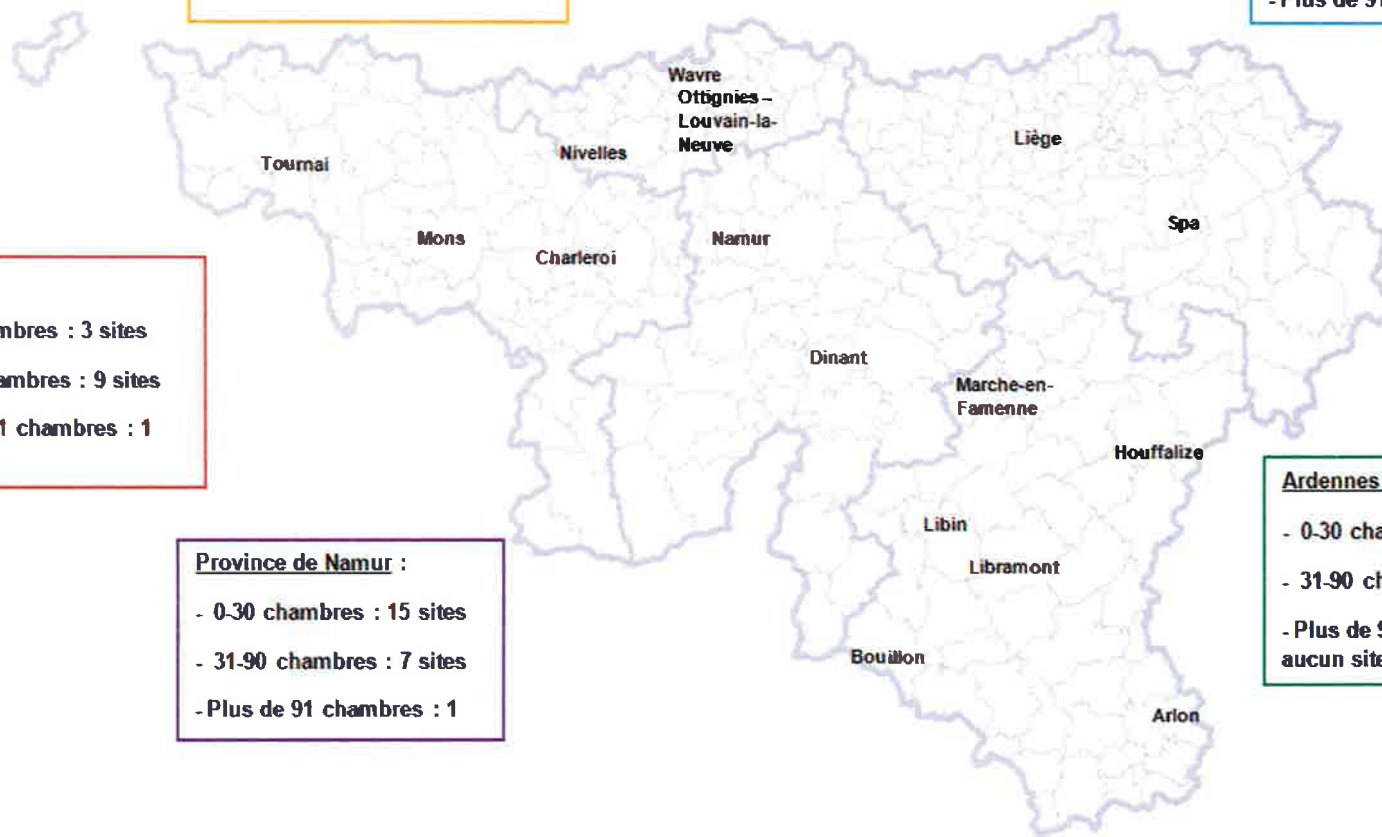 - Plus de 91
Wavre
Ottignies –
Louvain-la-
Neuve
Liège
Nivelles
Tournai
Spa
Mons
Namur
Charleroi
mbres : 3 sites
ambres : 9 sites
1 chambres : 1
Dinant
Marche-en-
Famenne
Houffalize
Ardennes
- 0-30 cha
- 31-90 ch
- Plus de 9
aucun site
Libin
Libramont
Province de Namur :
- 0-30 chambres : 15 sites
- 31-90 chambres : 7 sites
- Plus de 91 chambres : 1
Bouillon
Arlon